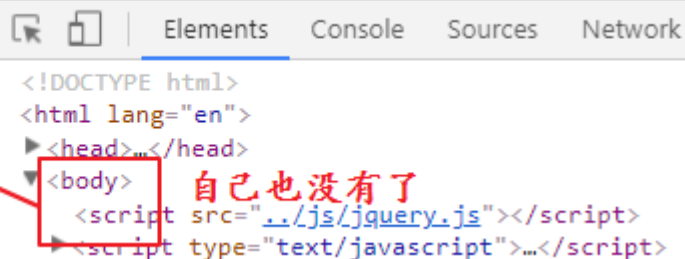 Elements Console Sources Network
<!DOCTYPE html>
<html lang="en">
<head>…</head>
<body> 自己也没有了
<script src="../js/jquery.js"></script>
<script type="text/javascript">…</script>